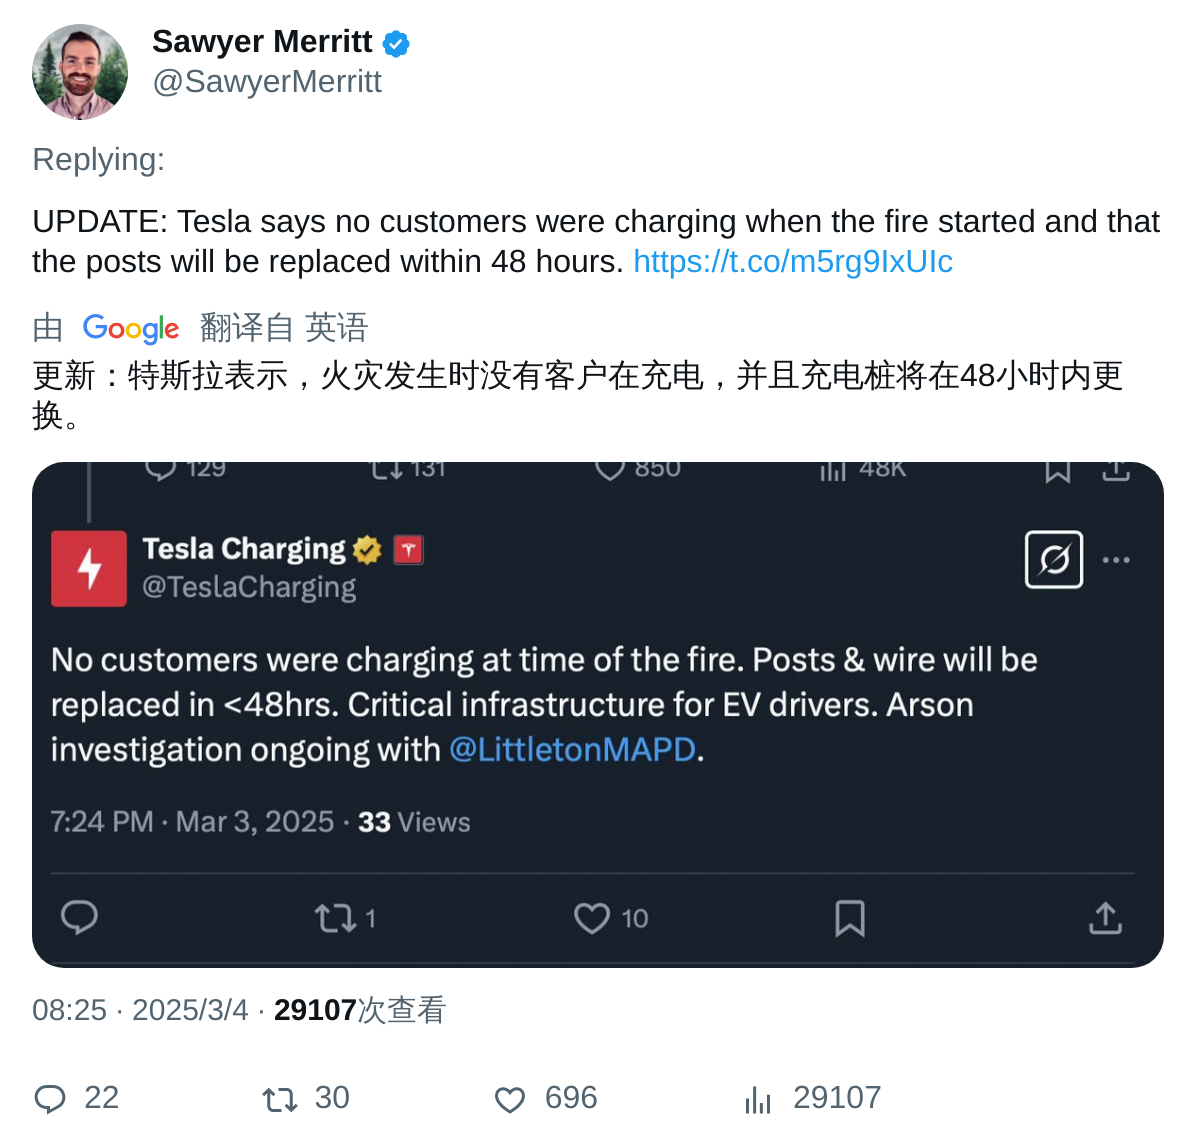 Sawyer Merritt
@SawyerMerritt
Replying:
UPDATE: Tesla says no customers were charging when the fire started and that
the posts will be replaced within 48 hours. https://t.co/m5rg9IxUIc
由 Google 翻译自 英语
更新：特斯拉表示，火灾发生时没有客户在充电，并且充电桩将在48小时内更
换。
129 131 850 48K
Tesla Charging
@TeslaCharging
No customers were charging at time of the fire. Posts & wire will be
replaced in <48hrs. Critical infrastructure for EV drivers. Arson
investigation ongoing with @LittletonMAPD.
7:24 PM · Mar 3, 2025 · 33 Views
1 10
08:25 · 2025/3/4 · 29107次查看
22 30 696 29107